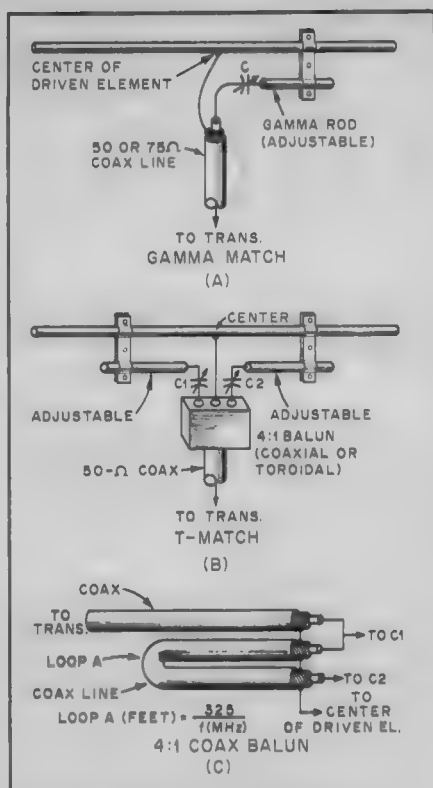 CENTER OF
DRIVEN ELEMENT
C
50 OR 75Ω
COAX LINE
GAMMA ROD
(ADJUSTABLE)
TO TRANS.
GAMMA MATCH
(A)
CENTER
ADJUSTABLE
C1
C2
ADJUSTABLE
4:1 BALUN
(COAXIAL OR
TOROIDAL)
50-Ω COAX
TO TRANS.
T-MATCH
(B)
COAX
TO
TRANS.
TO C1
LOOP A
COAX LINE
TO C2
TO
CENTER
OF DRIVEN EL.
LOOP A (FEET) = 325
f(MHz)
4:1 COAX BALUN
(C)